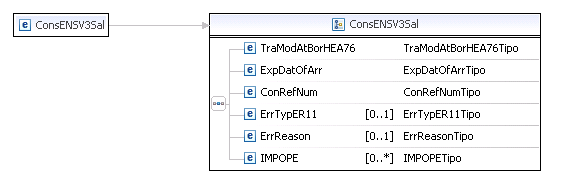 ConsENSV3Sal
ConsENSV3Sal
TraModAtBorHEA76 TraModAtBorHEA76Tipo
ExpDatOfArr ExpDatOfArrTipo
ConRefNum ConRefNumTipo
ErrTypER11 [0..1] ErrTypER11Tipo
ErrReason [0..1] ErrReasonTipo
IMPOPE [0..*] IMPOPETipo